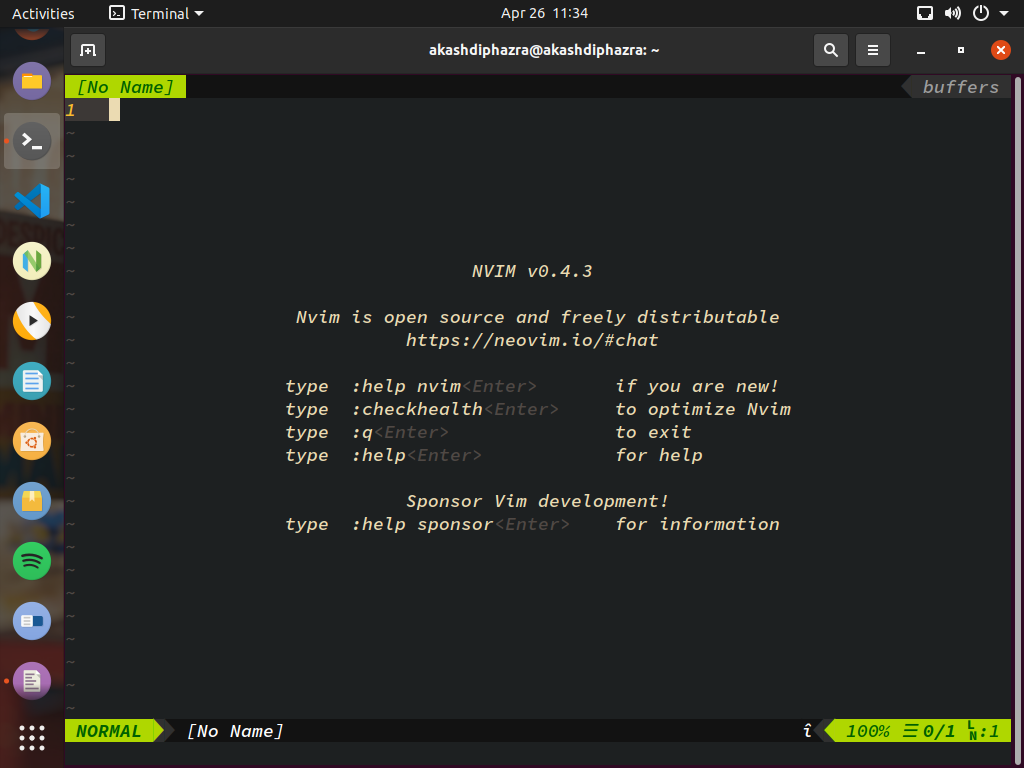 Activities Terminal Apr 26 11:34
akashdiphazra@akashdiphazra: ~
[No Name] buffers
1
~
~
~
~
~
~
~ NVIM v0.4.3
~
~ Nvim is open source and freely distributable
~ https://neovim.io/#chat
~
~ type :help nvim<Enter> if you are new!
~ type :checkhealth<Enter> to optimize Nvim
~ type :q<Enter> to exit
~ type :help<Enter> for help
~
~ Sponsor Vim development!
~ type :help sponsor<Enter> for information
~
~
~
~
~
~
~
~
NORMAL [No Name] î 100% ☰ 0/1 LN:1